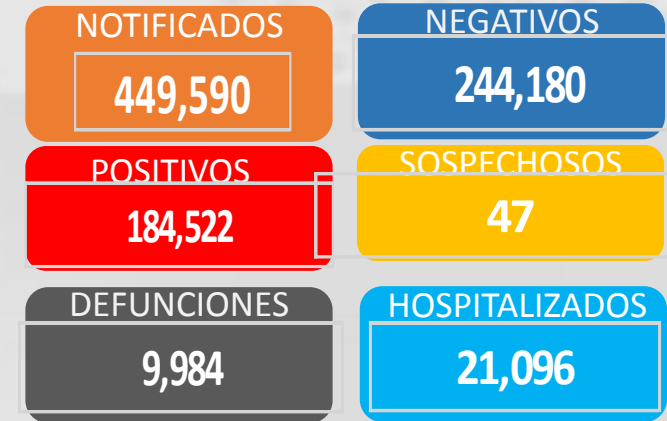 NOTIFICADOS
449,590
NEGATIVOS
244,180
POSITIVOS
184,522
SOSPECHOSOS
47
DEFUNCIONES
9,984
HOSPITALIZADOS
21,096